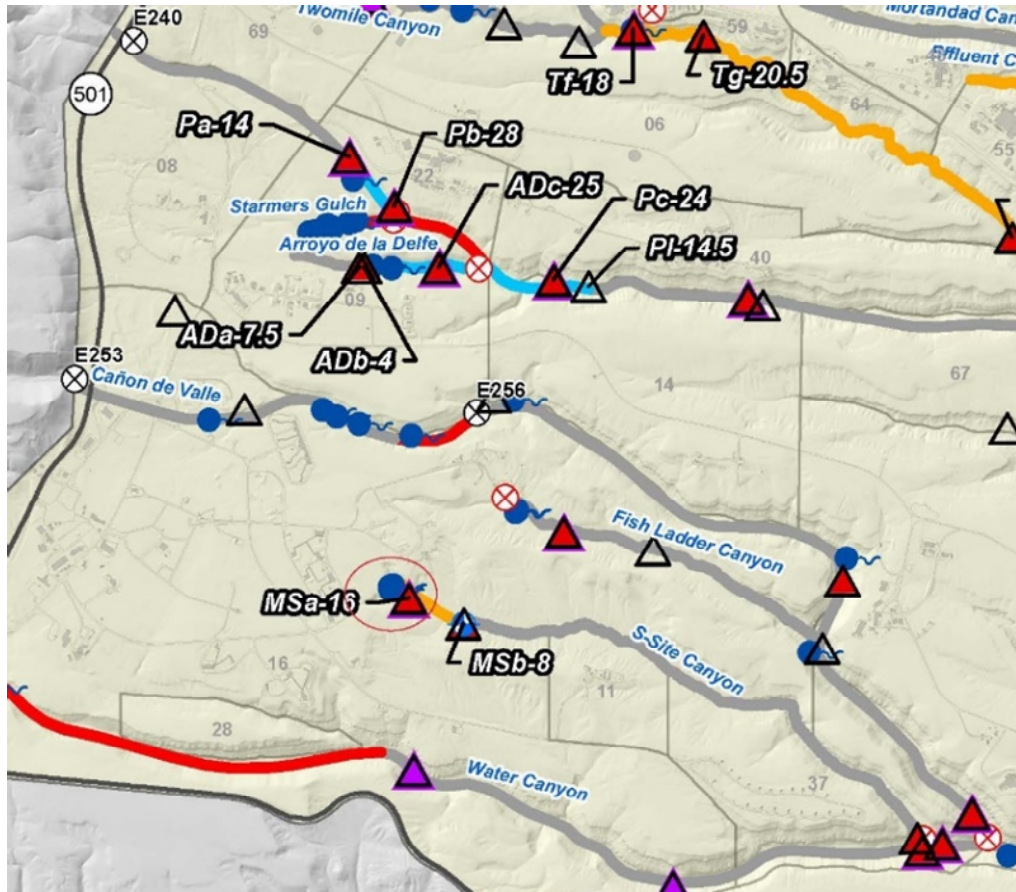 E240
Twomile Canyon
59
Mortandad Can
69
Effluent C
501
Tf-18
Tg-20.5
64
Pa-14
06
Pb-28
55
08
22
ADc-25
Pc-24
Starmers Gulch
Arroyo de la Delfe
Pl-14.5
40
09
ADa-7.5
ADb-4
E253
Cañon de Valle
E256
14
67
Fish Ladder Canyon
MSa-16
MSb-8
S-Site Canyon
16
11
28
Water Canyon
37